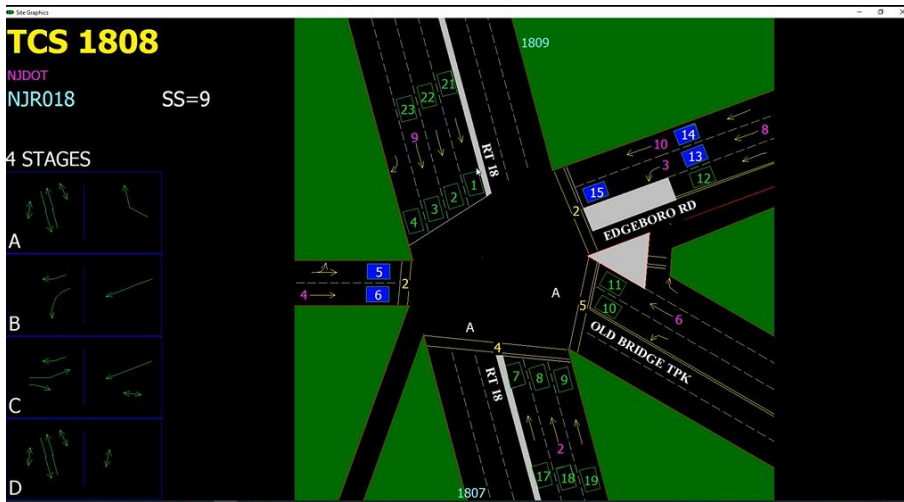 Site Graphics
TCS 1808
NJDOT
NJR018 SS=9
4 STAGES
A
B
C
D
1809
21
22
23
9
RT 18
1
2
3
4
10
14
8
3
13
12
15
2
EDGEBORO RD
5
4
6
2
A
A
11
10
5
6
OLD BRIDGE TPK
4
RT 18
7
8
9
2
17
18
19
1807